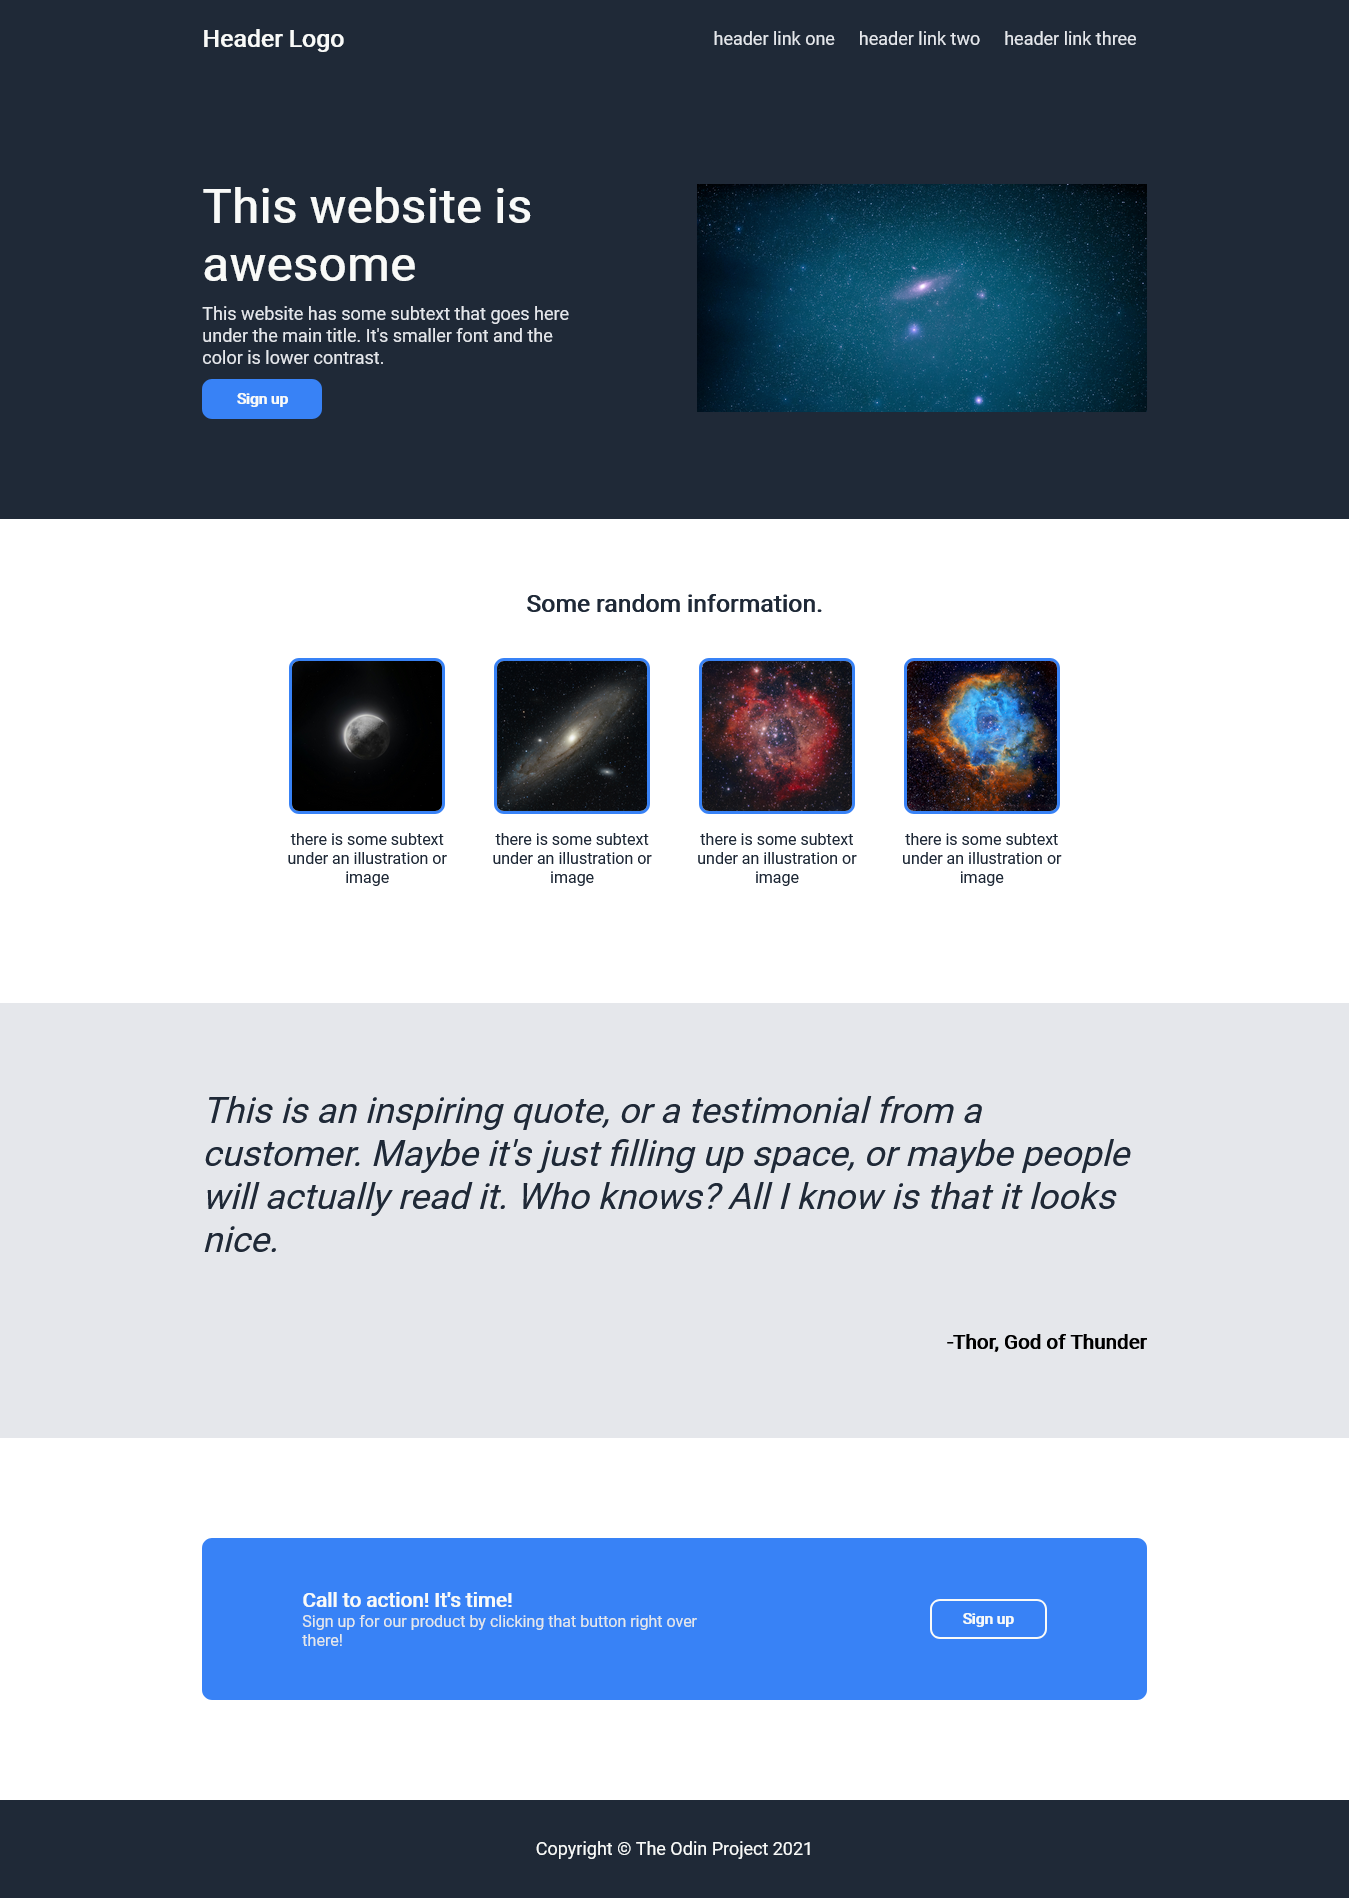 Header Logo
header link one
header link two
header link three
This website is
awesome
This website has some subtext that goes here
under the main title. It's smaller font and the
color is lower contrast.
Sign up
Some random information.
there is some subtext
under an illustration or
image
there is some subtext
under an illustration or
image
there is some subtext
under an illustration or
image
there is some subtext
under an illustration or
image
This is an inspiring quote, or a testimonial from a
customer. Maybe it's just filling up space, or maybe people
will actually read it. Who knows? All I know is that it looks
nice.
-Thor, God of Thunder
Call to action! It's time!
Sign up for our product by clicking that button right over
there!
Sign up
Copyright © The Odin Project 2021